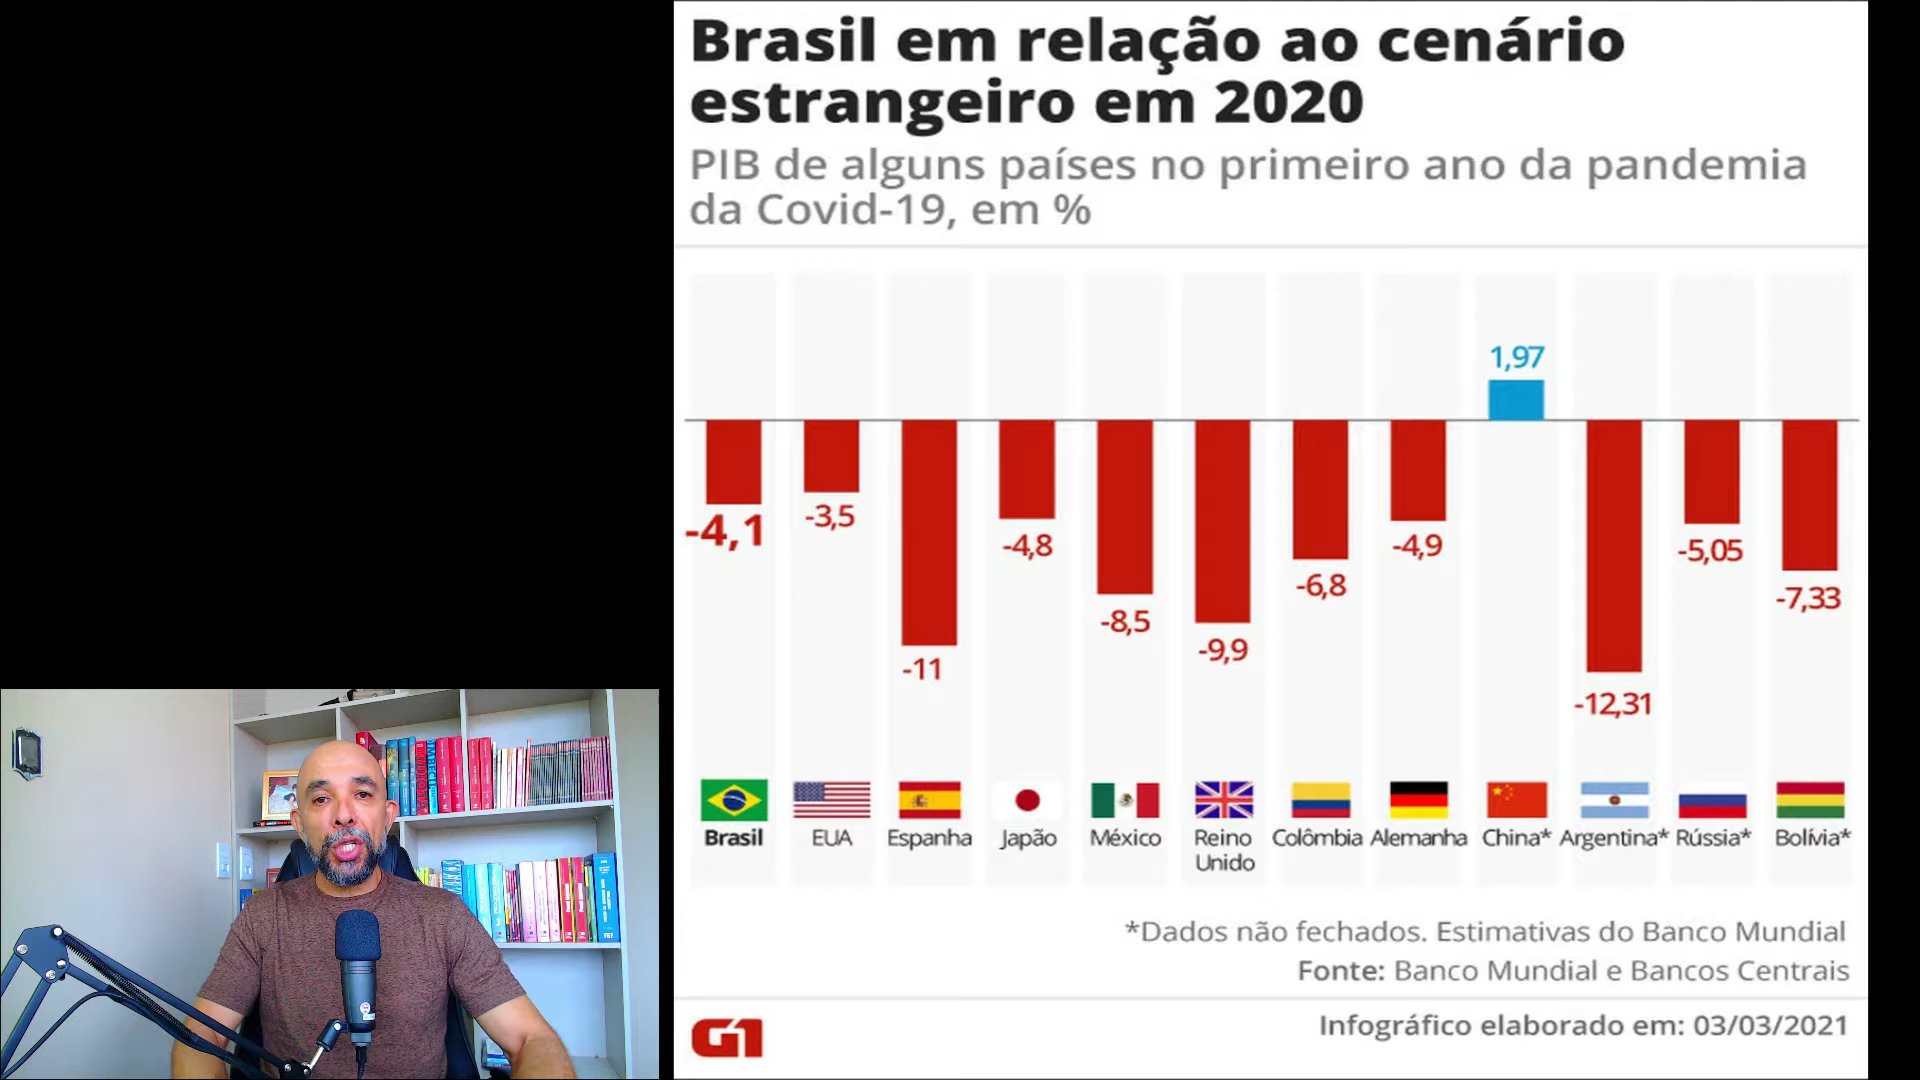 Brasil em relação ao cenário
estrangeiro em 2020
PIB de alguns países no primeiro ano da pandemia
da Covid-19, em %
1,97
-4,1
-3,5
-11
-4,8
-8,5
-9,9
-6,8
-4,9
-12,31
-5,05
-7,33
Brasil
EUA
Espanha
Japão
México
Reino
Unido
Colômbia
Alemanha
China*
Argentina*
Rússia*
Bolívia*
*Dados não fechados. Estimativas do Banco Mundial
Fonte: Banco Mundial e Bancos Centrais
G1
Infográfico elaborado em: 03/03/2021